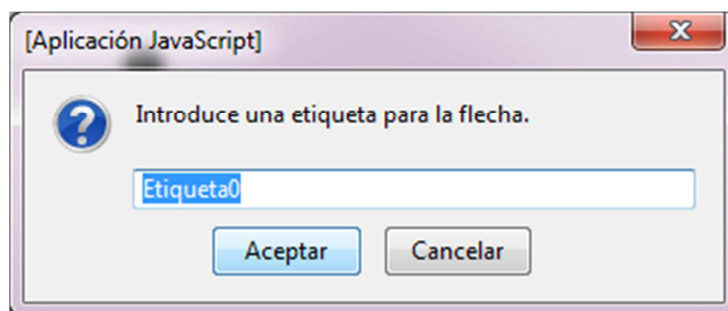 [Aplicación JavaScript]
Introduce una etiqueta para la flecha.
Etiqueta0
Aceptar Cancelar